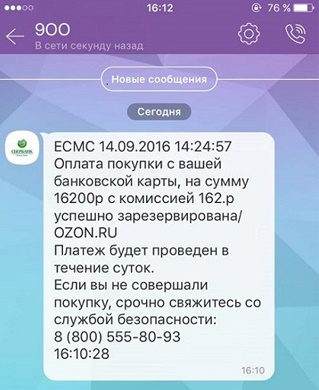 16:12
76 %
9OO
В сети секунду назад
Новые сообщения
Сегодня
СБЕРБАНК
ЕСМС 14.09.2016 14:24:57
Оплата покупки с вашей
банковской карты, на сумму
16200р с комиссией 162.р
успешно зарезервирована/
OZON.RU
Платеж будет проведен в
течение суток.
Если вы не совершали
покупку, срочно свяжитесь со
службой безопасности:
8 (800) 555-80-93
16:10:28
16:10